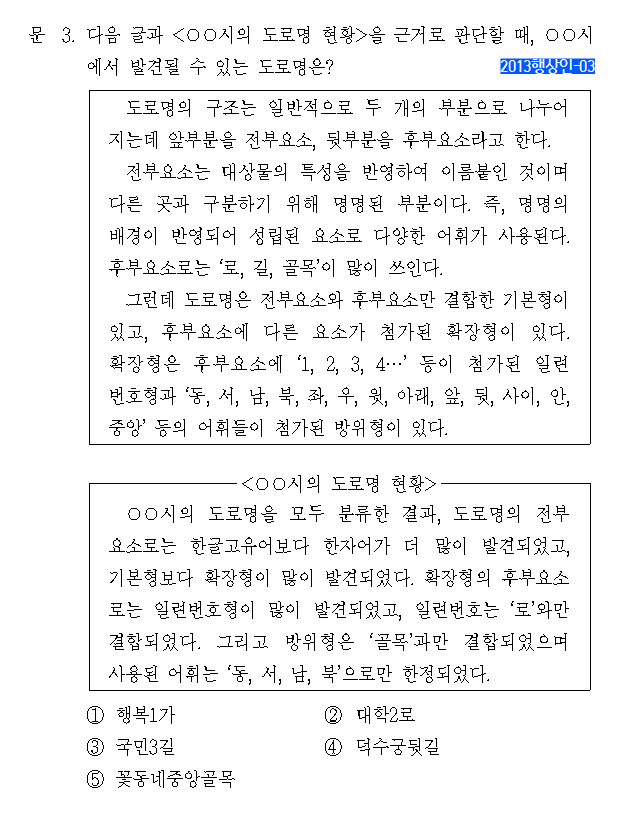 문 3. 다음 글과 <○○시의 도로명 현황>을 근거로 판단할 때, ○○시
에서 발견될 수 있는 도로명은?
2013행상인-03
도로명의 구조는 일반적으로 두 개의 부분으로 나누어
지는데 앞부분을 전부요소, 뒷부분을 후부요소라고 한다.
전부요소는 대상물의 특성을 반영하여 이름붙인 것이며
다른 곳과 구분하기 위해 명명된 부분이다. 즉, 명명의
배경이 반영되어 성립된 요소로 다양한 어휘가 사용된다.
후부요소로는 ‘로, 길, 골목’이 많이 쓰인다.
그런데 도로명은 전부요소와 후부요소만 결합한 기본형이
있고, 후부요소에 다른 요소가 첨가된 확장형이 있다.
확장형은 후부요소에 ‘1, 2, 3, 4…’ 등이 첨가된 일련
번호형과 ‘동, 서, 남, 북, 좌, 우, 윗, 아래, 앞, 뒷, 사이, 안,
중앙’ 등의 어휘들이 첨가된 방위형이 있다.
<○○시의 도로명 현황>
○○시의 도로명을 모두 분류한 결과, 도로명의 전부
요소로는 한글고유어보다 한자어가 더 많이 발견되었고,
기본형보다 확장형이 많이 발견되었다. 확장형의 후부요소
로는 일련번호형이 많이 발견되었고, 일련번호는 ‘로’와만
결합되었다. 그리고 방위형은 ‘골목’과만 결합되었으며
사용된 어휘는 ‘동, 서, 남, 북’으로만 한정되었다.
① 행복1가
② 대학2로
③ 국민3길
④ 덕수궁뒷길
⑤ 꽃동네중앙골목